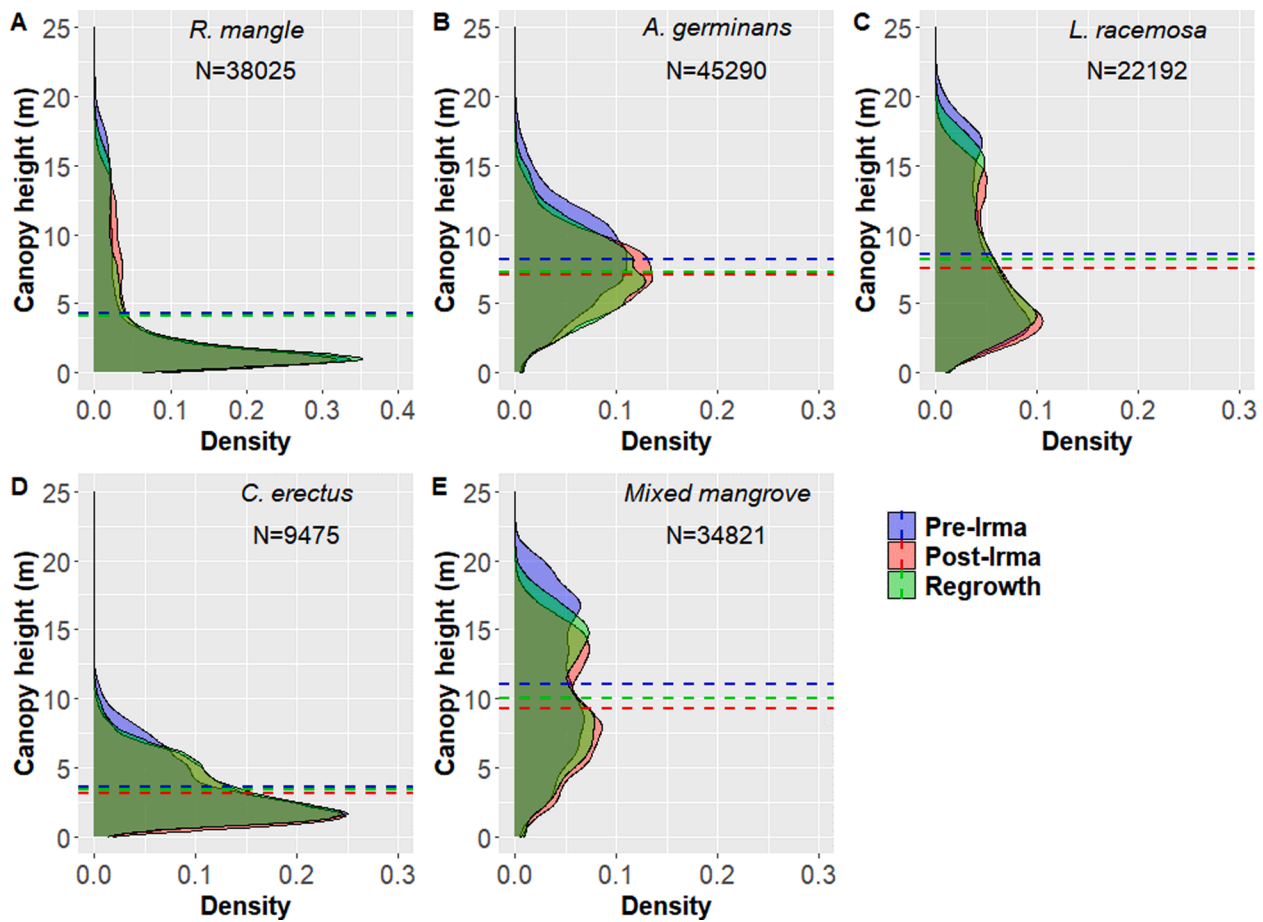 A
R. mangle
N=38025
Canopy height (m)
25
20
15
10
5
0
0.0 0.1 0.2 0.3 0.4
Density
B
A. germinans
N=45290
Canopy height (m)
25
20
15
10
5
0
0.0 0.1 0.2 0.3
Density
C
L. racemosa
N=22192
Canopy height (m)
25
20
15
10
5
0
0.0 0.1 0.2 0.3
Density
D
C. erectus
N=9475
Canopy height (m)
25
20
15
10
5
0
0.0 0.1 0.2 0.3
Density
E
Mixed mangrove
N=34821
Canopy height (m)
25
20
15
10
5
0
0.0 0.1 0.2 0.3
Density
Pre-Irma
Post-Irma
Regrowth